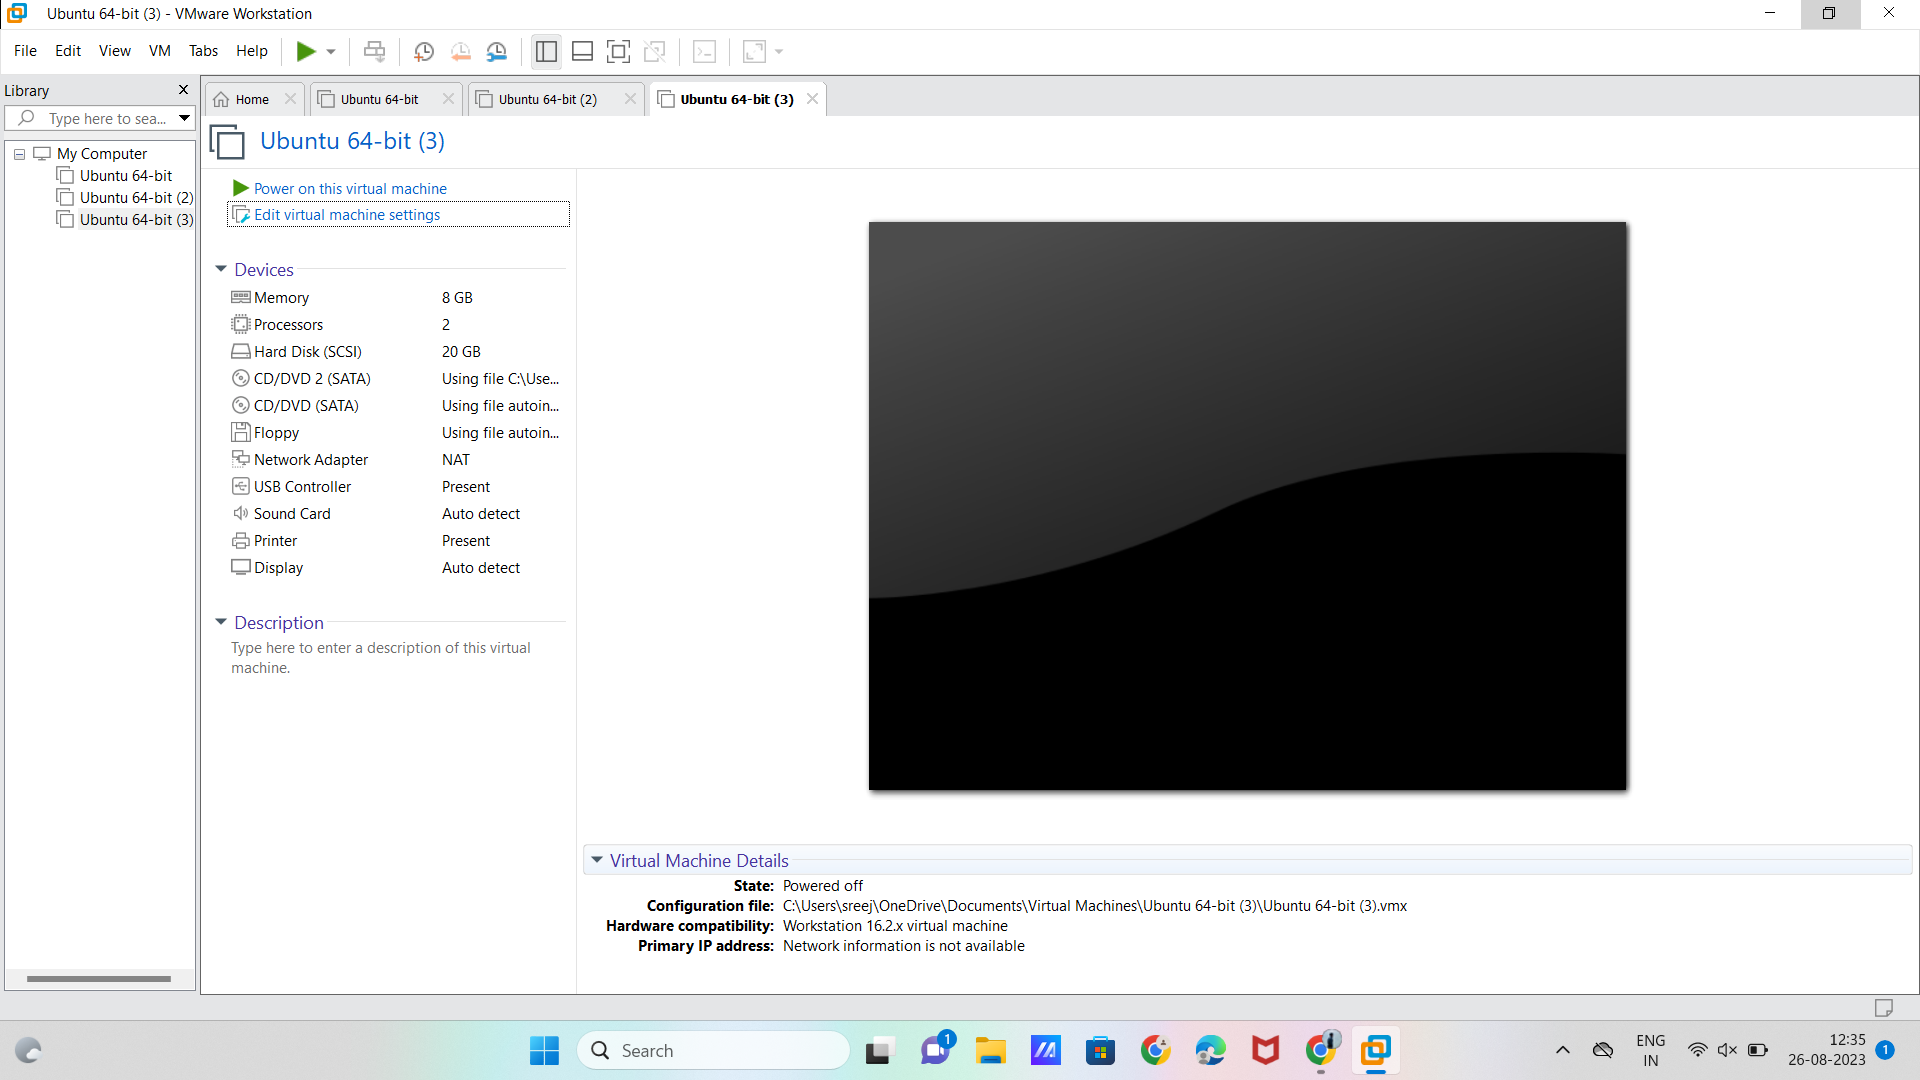 Ubuntu 64-bit (3) - VMware Workstation
File Edit View VM Tabs Help
Library
Type here to sea...
Home
Ubuntu 64-bit
Ubuntu 64-bit (2)
Ubuntu 64-bit (3)
My Computer
Ubuntu 64-bit
Ubuntu 64-bit (2)
Ubuntu 64-bit (3)
Ubuntu 64-bit (3)
Power on this virtual machine
Edit virtual machine settings
Devices
Memory 8 GB
Processors 2
Hard Disk (SCSI) 20 GB
CD/DVD 2 (SATA) Using file C:\Use...
CD/DVD (SATA) Using file autoin...
Floppy Using file autoin...
Network Adapter NAT
USB Controller Present
Sound Card Auto detect
Printer Present
Display Auto detect
Description
Type here to enter a description of this virtual
machine.
Virtual Machine Details
State: Powered off
Configuration file: C:\Users\sreej\OneDrive\Documents\Virtual Machines\Ubuntu 64-bit (3)\Ubuntu 64-bit (3).vmx
Hardware compatibility: Workstation 16.2.x virtual machine
Primary IP address: Network information is not available
Search
1
ENG
IN
12:35
26-08-2023
1